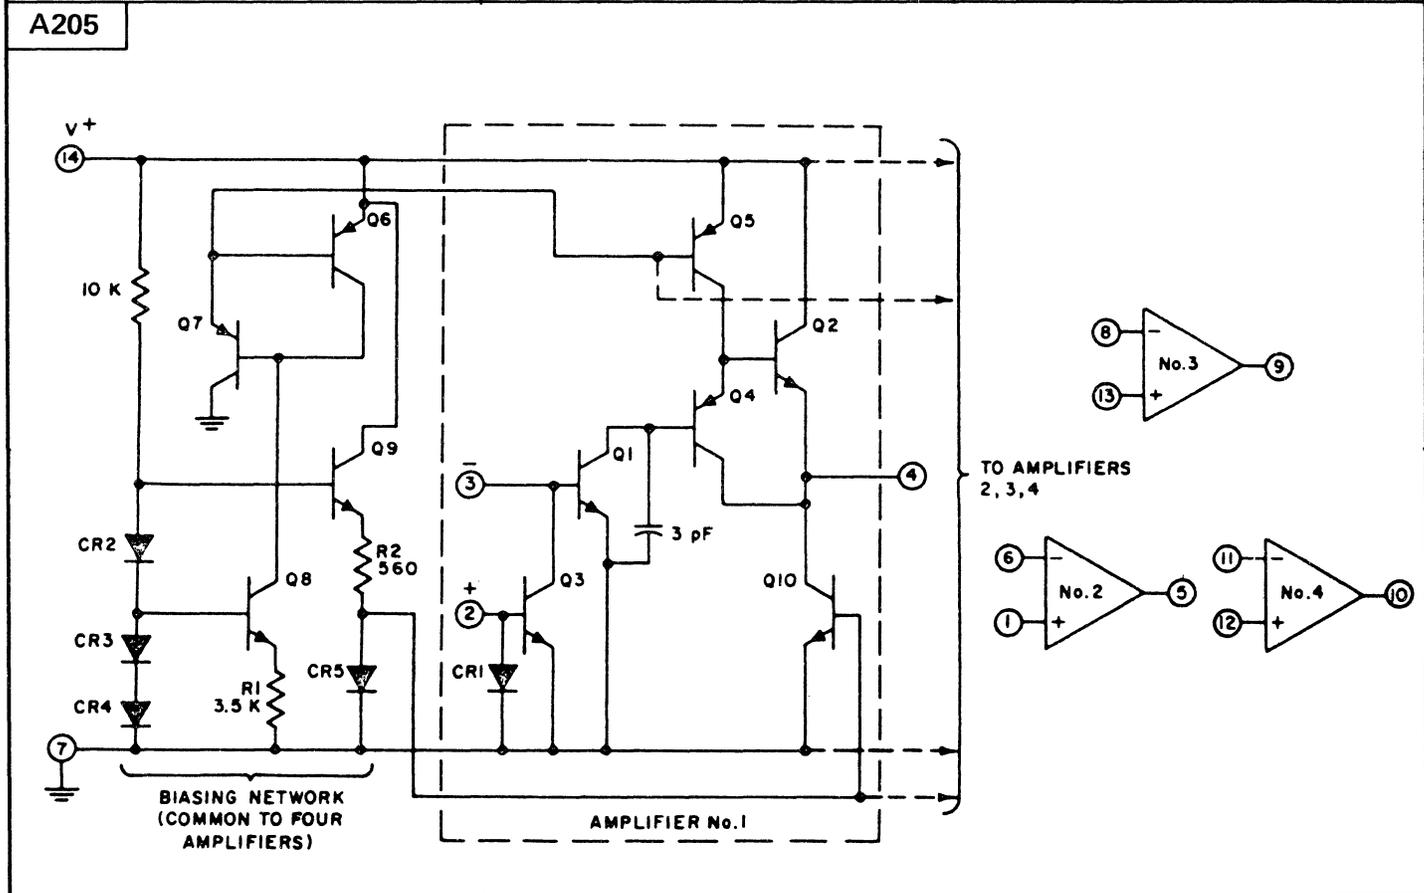 A205
V+
14
Q6
Q5
10 K
Q7
Q2
8
−
No.3
9
13
+
Q4
Q9
Q1
−
3
4
TO AMPLIFIERS
2, 3, 4
3 pF
CR2
R2
560
Q8
Q3
Q10
+
2
6
−
No.2
5
1
+
11
−
No.4
10
12
+
CR3
CR5
CR1
R1
3.5 K
CR4
7
BIASING NETWORK
(COMMON TO FOUR
AMPLIFIERS)
AMPLIFIER No.1